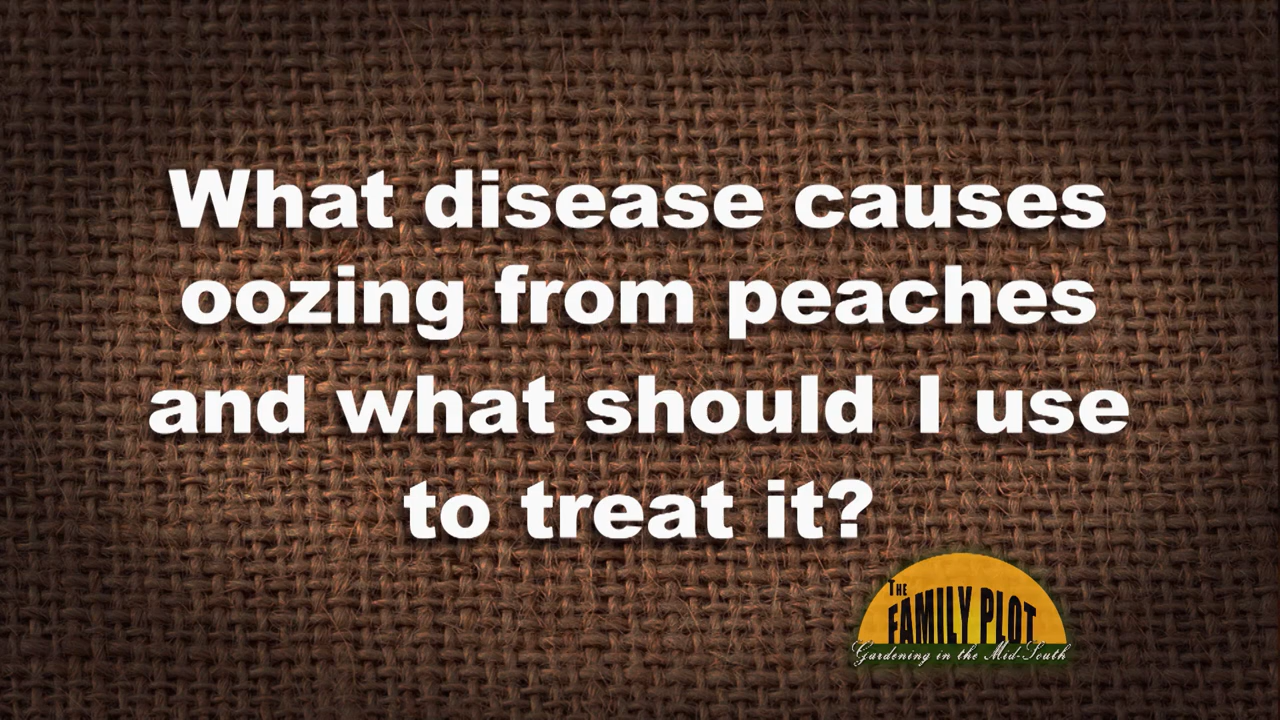 What disease causes
oozing from peaches
and what should I use
to treat it?
THE
FAMILY PLOT
Gardening in the Mid-South